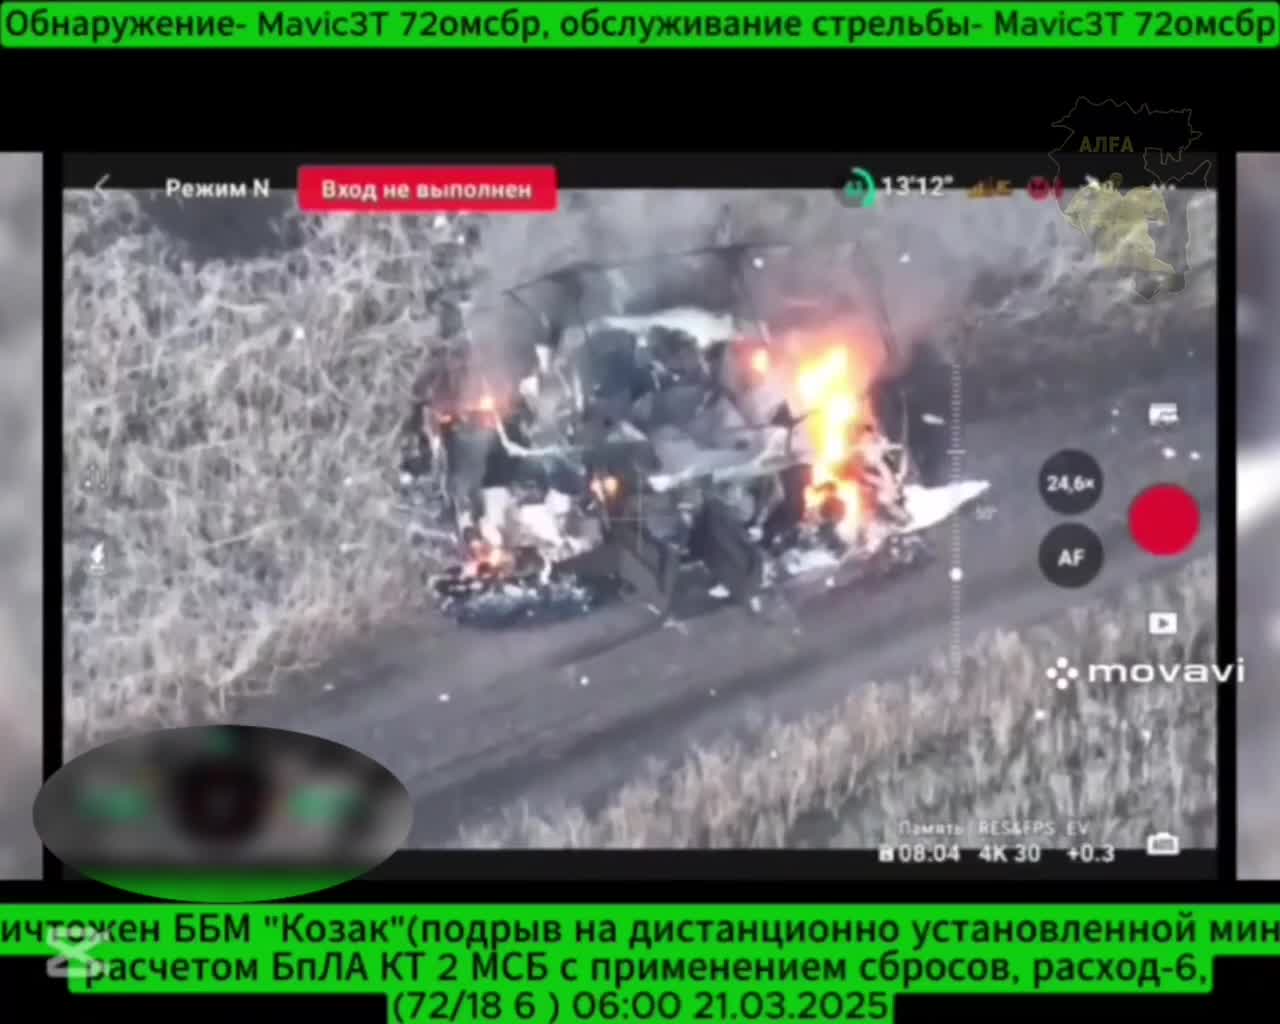 Обнаружение- Mavic3T 72омсбр, обслуживание стрельбы- Mavic3T 72омсбр
АЛҒА
Режим N
Вход не выполнен
13'12"
24,6×
AF
movavi
Память RES&FPS EV
08:04 4K 30 +0.3
ичтожен ББМ "Козак"(подрыв на дистанционно установленной мин
расчетом БпЛА КТ 2 МСБ с применением сбросов, расход-6,
(72/18 6 ) 06:00 21.03.2025